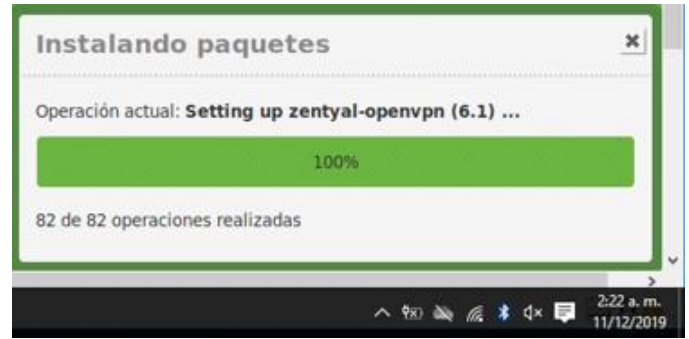 Instalando paquetes
Operación actual: Setting up zentyal-openvpn (6.1) ...
100%
82 de 82 operaciones realizadas
2:22 a. m.
11/12/2019